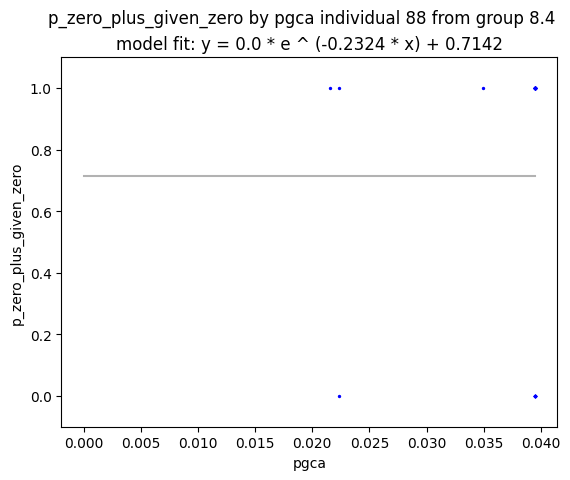 p_zero_plus_given_zero by pgca individual 88 from group 8.4
model fit: y = 0.0 * e ^ (-0.2324 * x) + 0.7142
1.0
0.8
0.6
0.4
0.2
0.0
p_zero_plus_given_zero
0.000 0.005 0.010 0.015 0.020 0.025 0.030 0.035 0.040
pgca